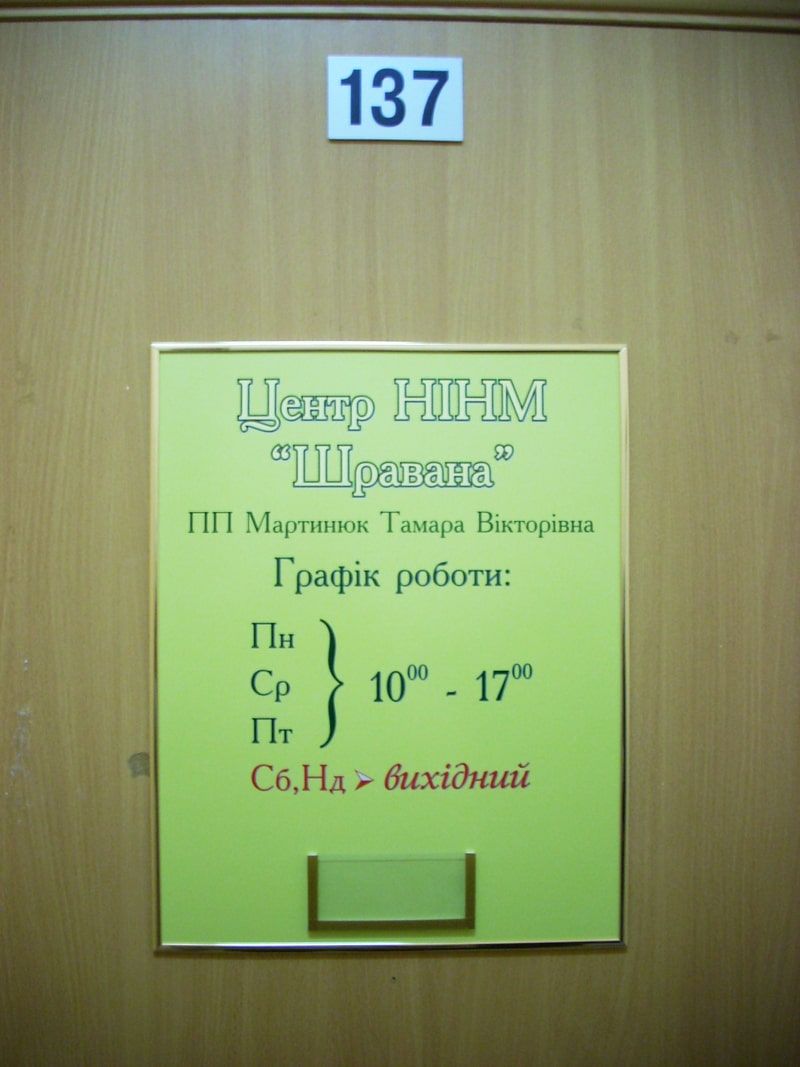 137
Центр НІНМ
“Шравана”
ПП Мартинюк Тамара Вікторівна
Графік роботи:
Пн
Ср
Пт
10⁰⁰ - 17⁰⁰
Сб,Нд ➢ вихідний